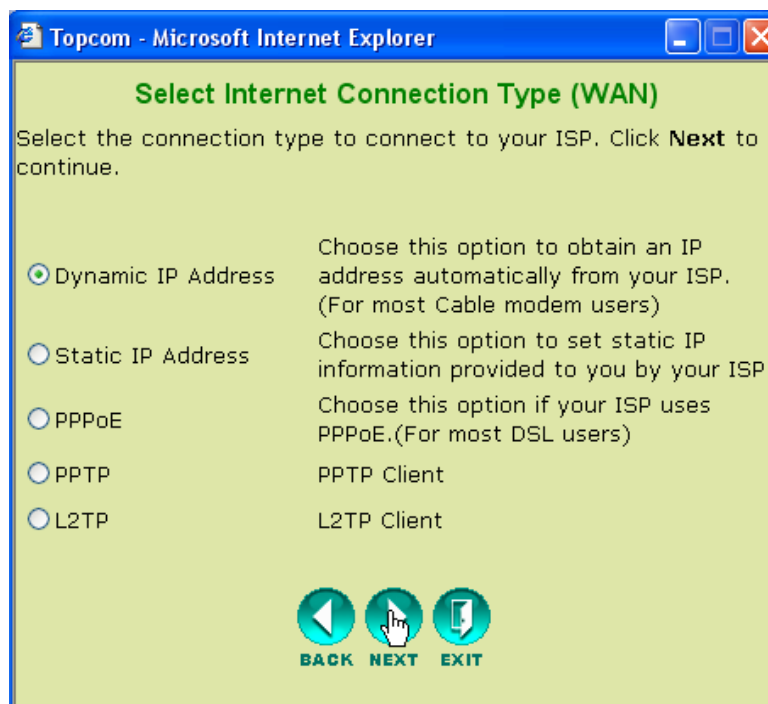 Topcom - Microsoft Internet Explorer
Select Internet Connection Type (WAN)
Select the connection type to connect to your ISP. Click Next to
continue.
Dynamic IP Address
Choose this option to obtain an IP
address automatically from your ISP.
(For most Cable modem users)
Static IP Address
Choose this option to set static IP
information provided to you by your ISP
PPPoE
Choose this option if your ISP uses
PPPoE.(For most DSL users)
PPTP
PPTP Client
L2TP
L2TP Client
BACK NEXT EXIT